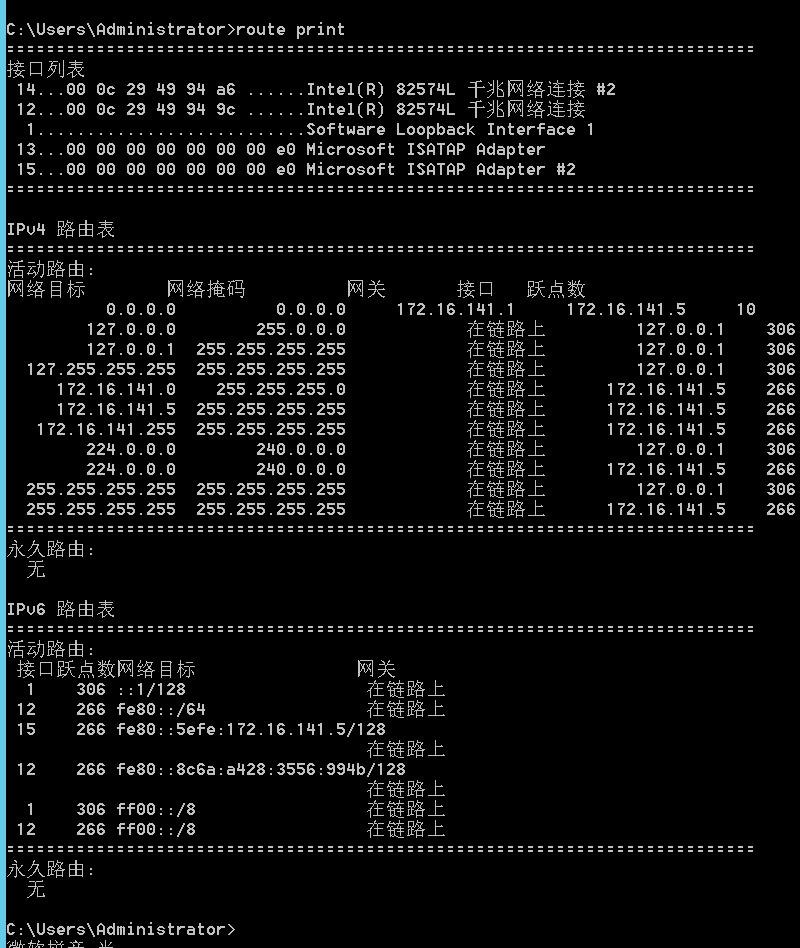 C:\Users\Administrator>route print
===========================================================================
接口列表
 14...00 0c 29 49 94 a6 ......Intel(R) 82574L 千兆网络连接 #2
 12...00 0c 29 49 94 9c ......Intel(R) 82574L 千兆网络连接
  1...........................Software Loopback Interface 1
 13...00 00 00 00 00 00 00 e0 Microsoft ISATAP Adapter
 15...00 00 00 00 00 00 00 e0 Microsoft ISATAP Adapter #2
===========================================================================
IPv4 路由表
===========================================================================
活动路由:
网络目标        网络掩码          网关       接口   跃点数
          0.0.0.0          0.0.0.0     172.16.141.1     172.16.141.5     10
        127.0.0.0        255.0.0.0            在链路上         127.0.0.1    306
        127.0.0.1  255.255.255.255            在链路上         127.0.0.1    306
  127.255.255.255  255.255.255.255            在链路上         127.0.0.1    306
     172.16.141.0    255.255.255.0            在链路上      172.16.141.5    266
     172.16.141.5  255.255.255.255            在链路上      172.16.141.5    266
   172.16.141.255  255.255.255.255            在链路上      172.16.141.5    266
        224.0.0.0        240.0.0.0            在链路上         127.0.0.1    306
        224.0.0.0        240.0.0.0            在链路上      172.16.141.5    266
  255.255.255.255  255.255.255.255            在链路上         127.0.0.1    306
  255.255.255.255  255.255.255.255            在链路上      172.16.141.5    266
===========================================================================
永久路由:
  无
IPv6 路由表
===========================================================================
活动路由:
 接口跃点数网络目标                网关
  1    306 ::1/128                  在链路上
 12    266 fe80::/64                在链路上
 15    266 fe80::5efe:172.16.141.5/128
                                    在链路上
 12    266 fe80::8c6a:a428:3556:994b/128
                                    在链路上
  1    306 ff00::/8                 在链路上
 12    266 ff00::/8                 在链路上
===========================================================================
永久路由:
  无
C:\Users\Administrator>